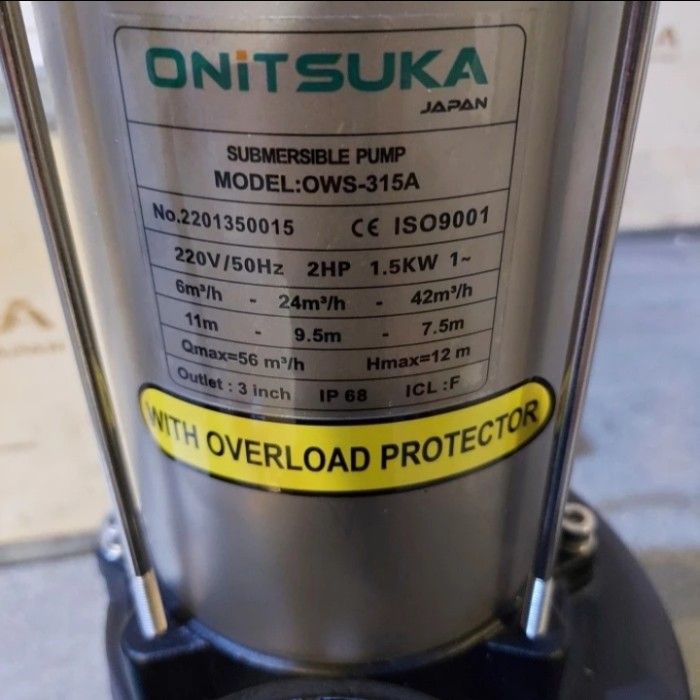 ONiTSUKA
JAPAN
SUBMERSIBLE PUMP
MODEL:OWS-315A
No.2201350015 CE ISO9001
220V/50Hz 2HP 1.5KW 1~
6m³/h - 24m³/h - 42m³/h
11m - 9.5m - 7.5m
Qmax=56 m³/h Hmax=12 m
Outlet : 3 inch IP 68 ICL :F
WITH OVERLOAD PROTECTOR